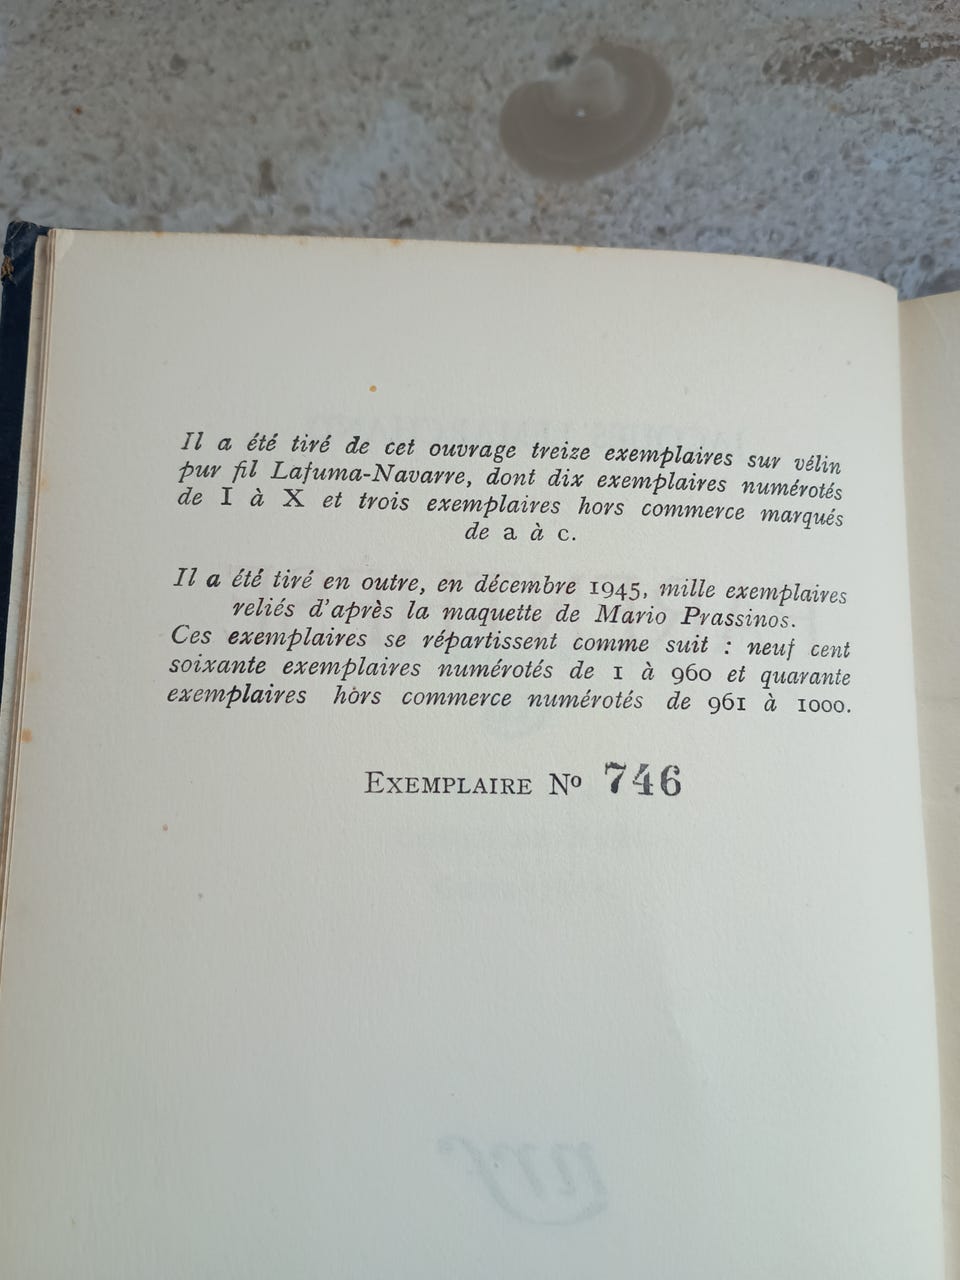 Il a été tiré de cet ouvrage treize exemplaires sur vélin
pur fil Lafuma-Navarre, dont dix exemplaires numérotés
de I à X et trois exemplaires hors commerce marqués
de a à c.
Il a été tiré en outre, en décembre 1945, mille exemplaires
reliés d'après la maquette de Mario Prassinos.
Ces exemplaires se répartissent comme suit : neuf cent
soixante exemplaires numérotés de 1 à 960 et quarante
exemplaires hors commerce numérotés de 961 à 1000.
EXEMPLAIRE Nº 746
nrf